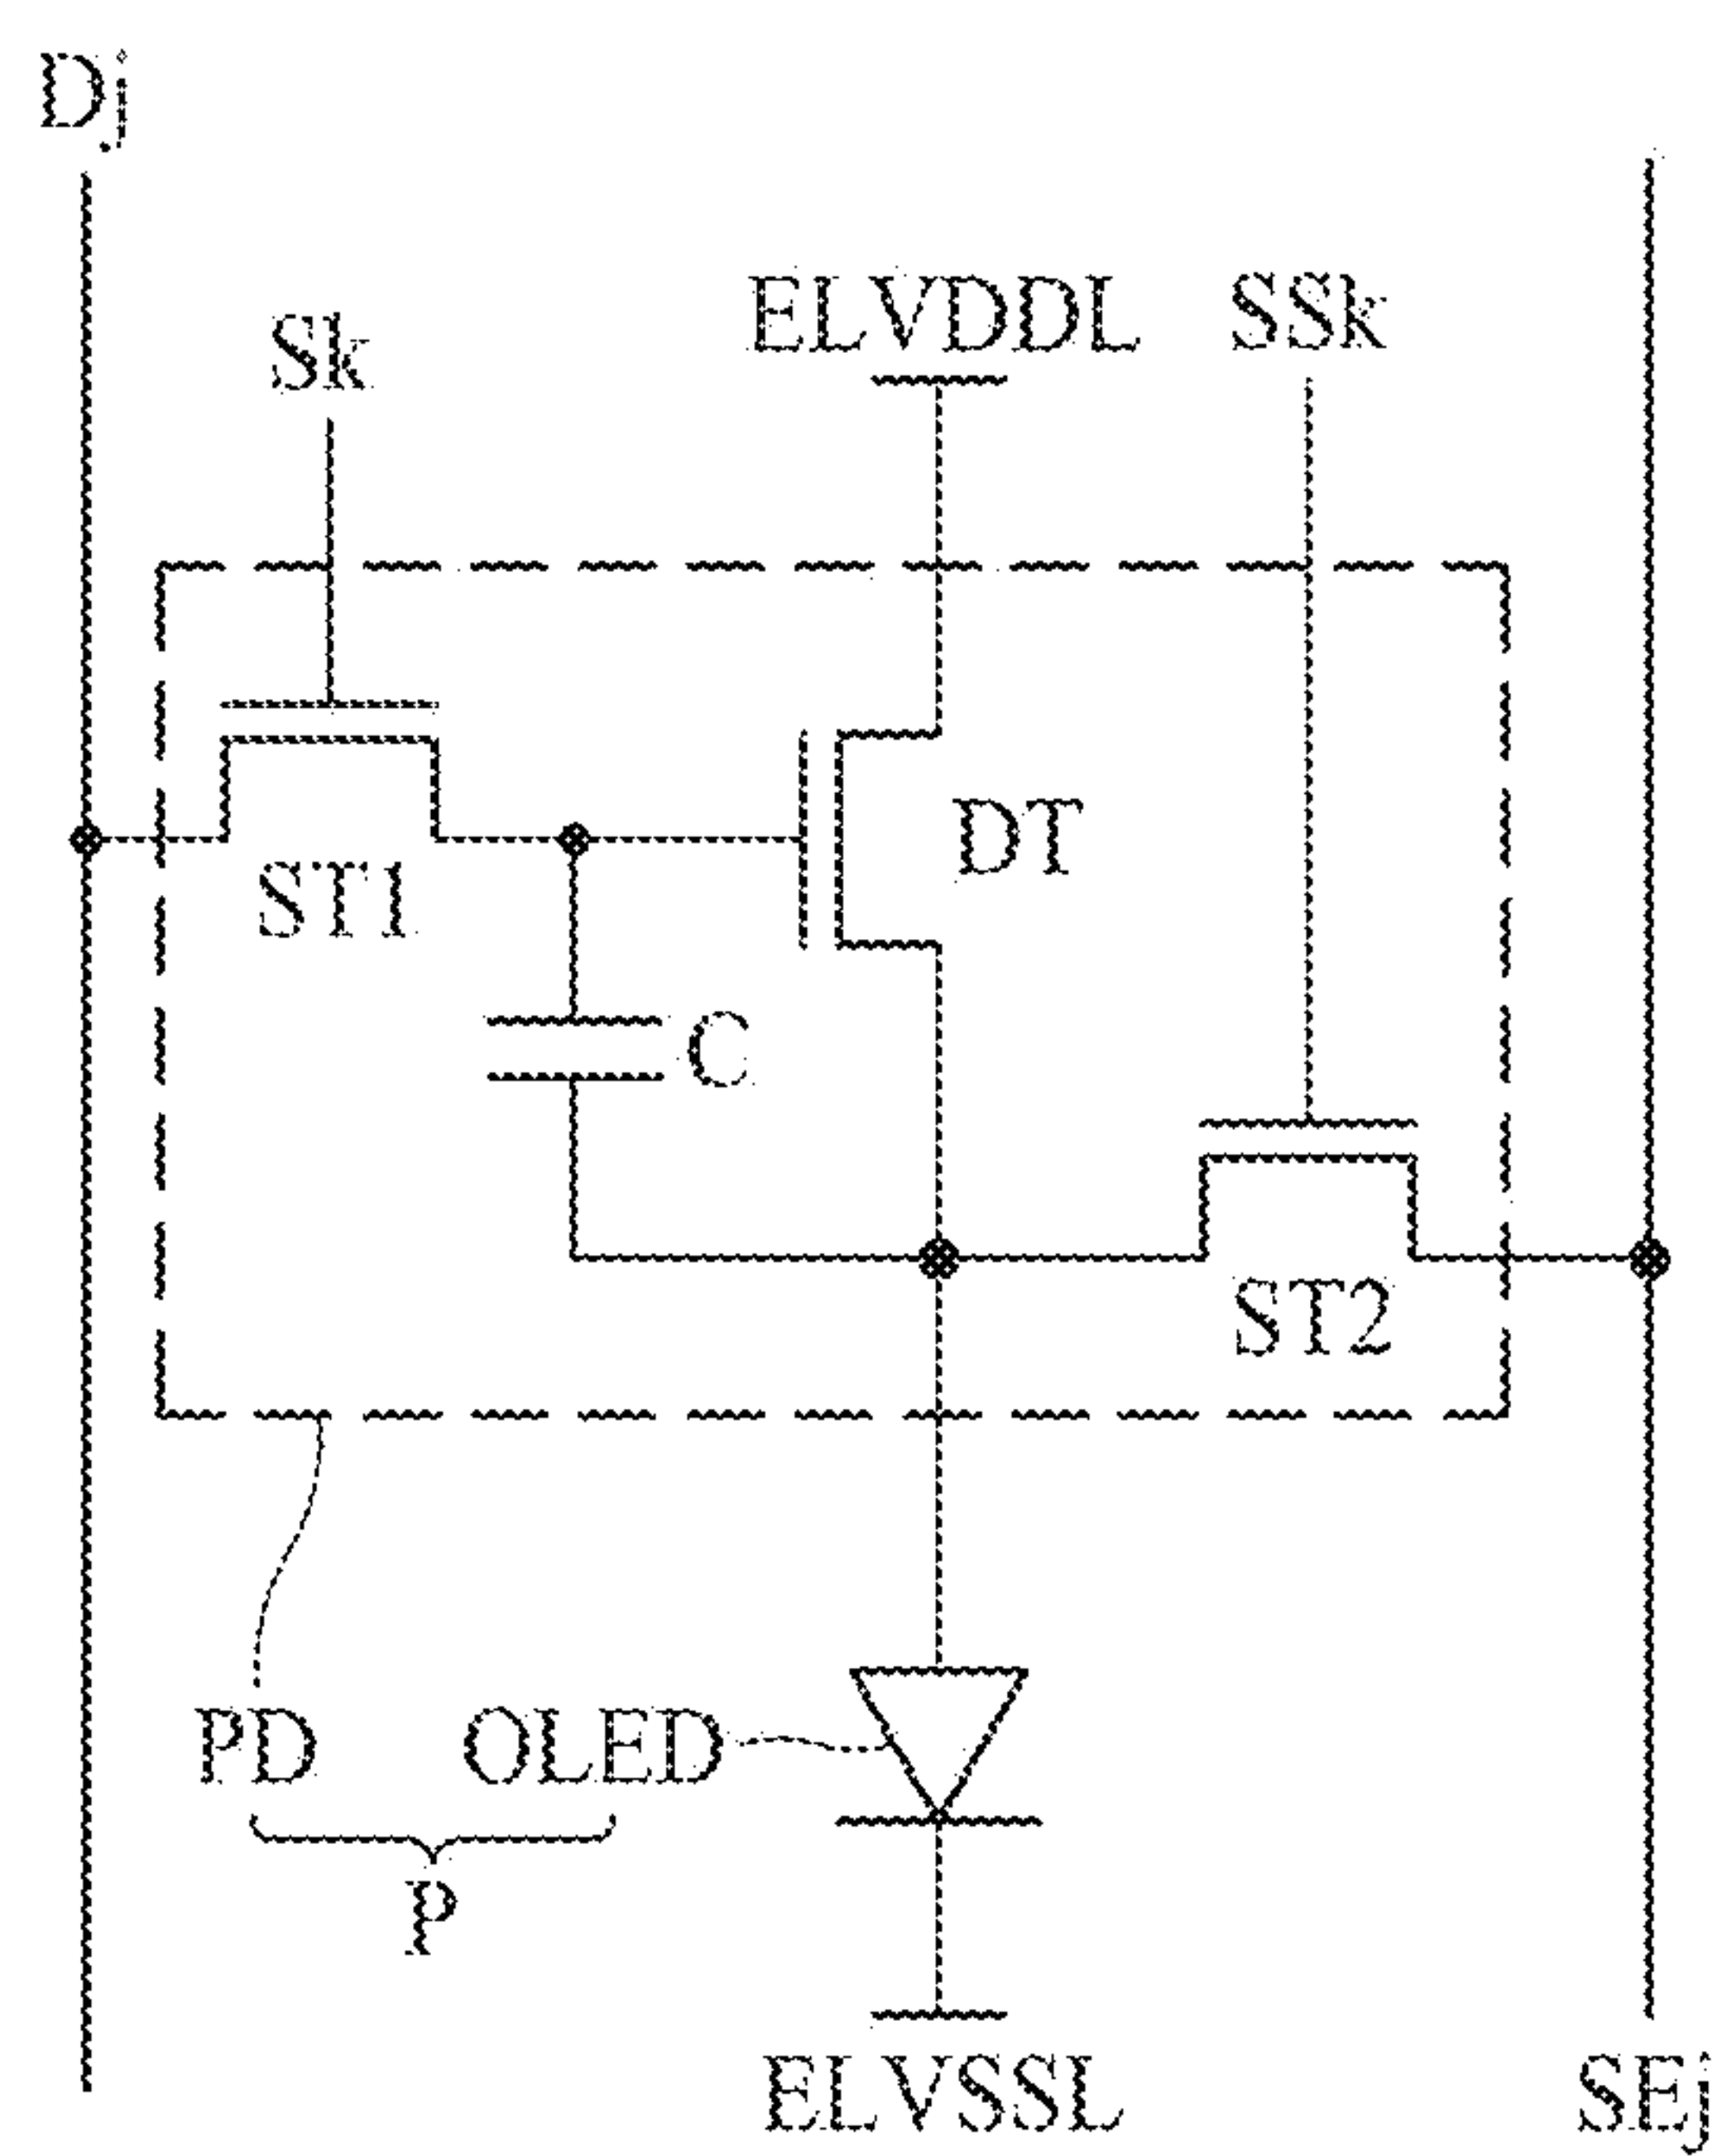 Dj
ELVDDL SSk
Sk
DT
ST1
C
ST2
PD OLED
P
ELVSSL SEj